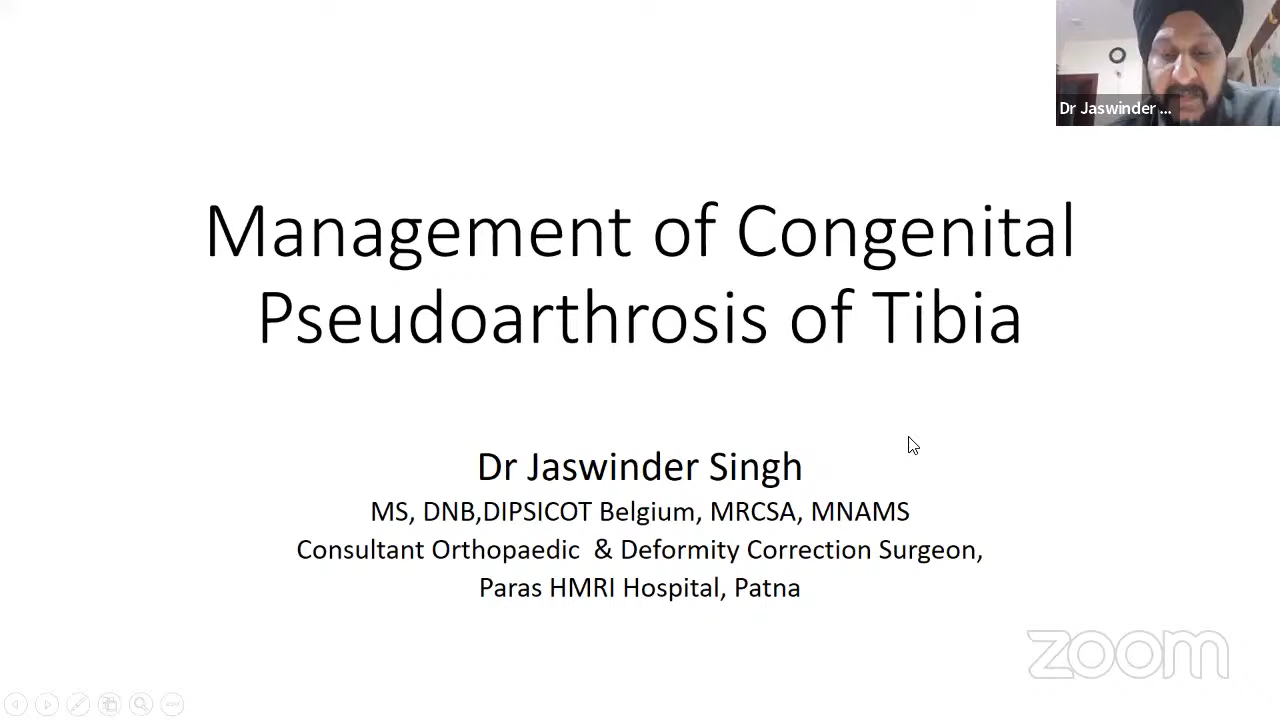 Dr Jaswinder ...
Management of Congenital
Pseudoarthrosis of Tibia
Dr Jaswinder Singh
MS, DNB,DIPSICOT Belgium, MRCSA, MNAMS
Consultant Orthopaedic & Deformity Correction Surgeon,
Paras HMRI Hospital, Patna
zoom